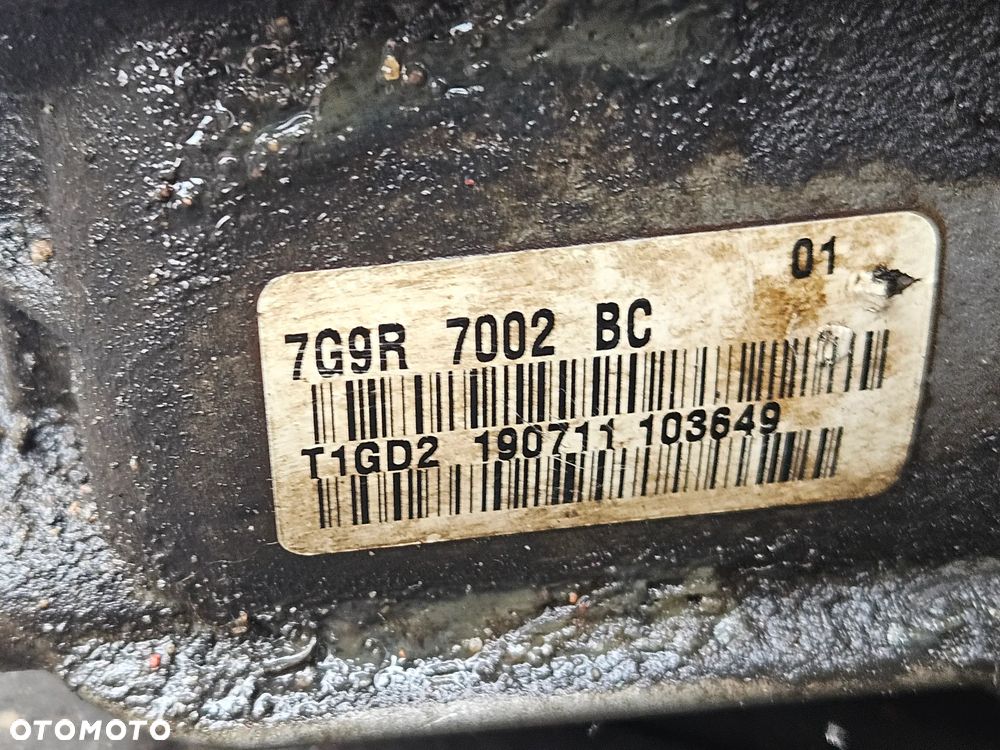 01
7G9R 7002 BC
T1GD2 190711 103649
OTOMOTO